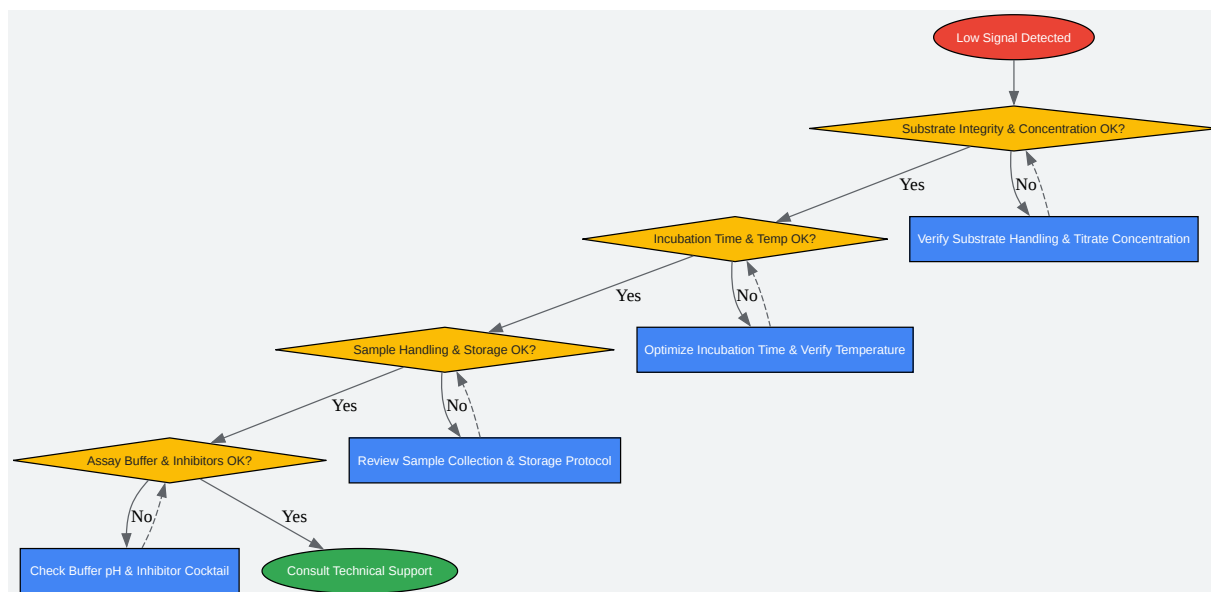 Low Signal Detected
Substrate Integrity & Concentration OK?
Yes
No
Verify Substrate Handling & Titrate Concentration
Incubation Time & Temp OK?
Yes
No
Optimize Incubation Time & Verify Temperature
Sample Handling & Storage OK?
Yes
No
Review Sample Collection & Storage Protocol
Assay Buffer & Inhibitors OK?
No
Yes
Check Buffer pH & Inhibitor Cocktail
Consult Technical Support